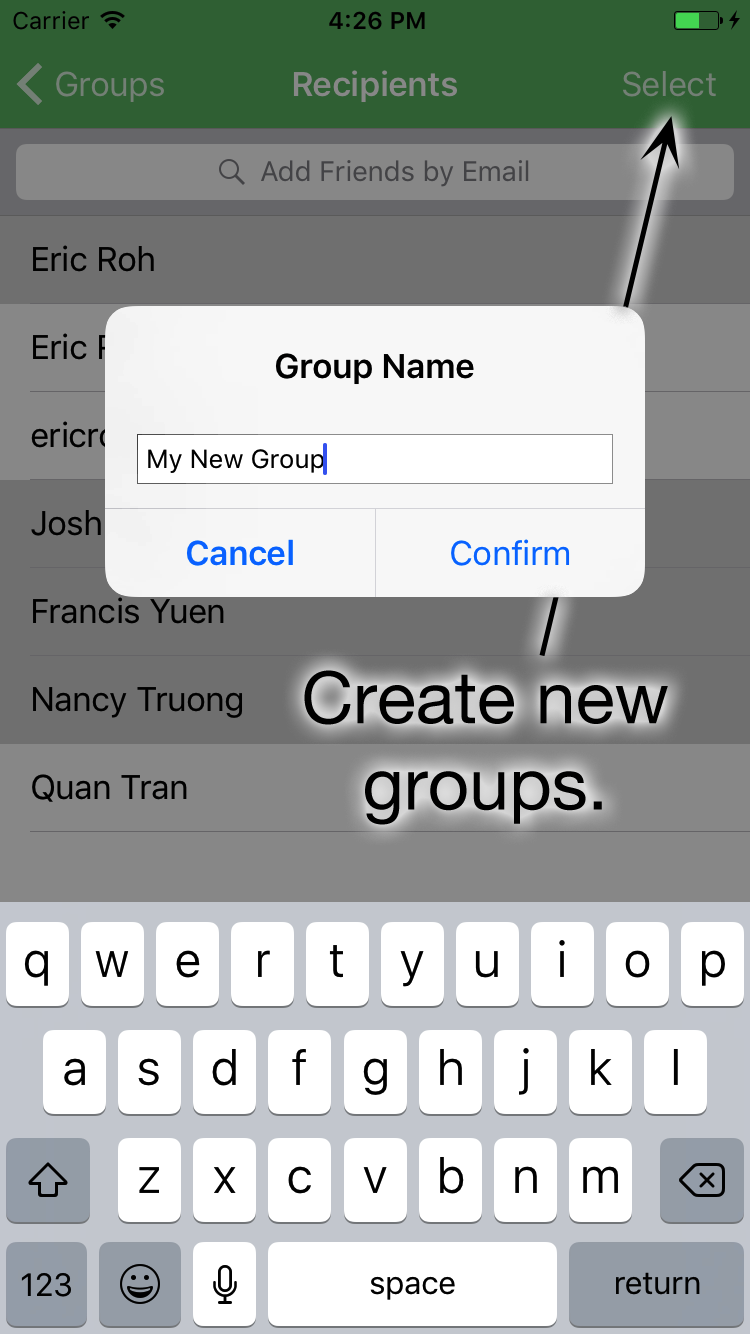 Carrier 4:26 PM
Groups Recipients Select
Add Friends by Email
Eric Roh
Eric
Group Name
My New Group
Josh
Cancel Confirm
Francis Yuen
Nancy Truong
Create new
groups.
Quan Tran
q w e r t y u i o p
a s d f g h j k l
z x c v b n m
123 space return